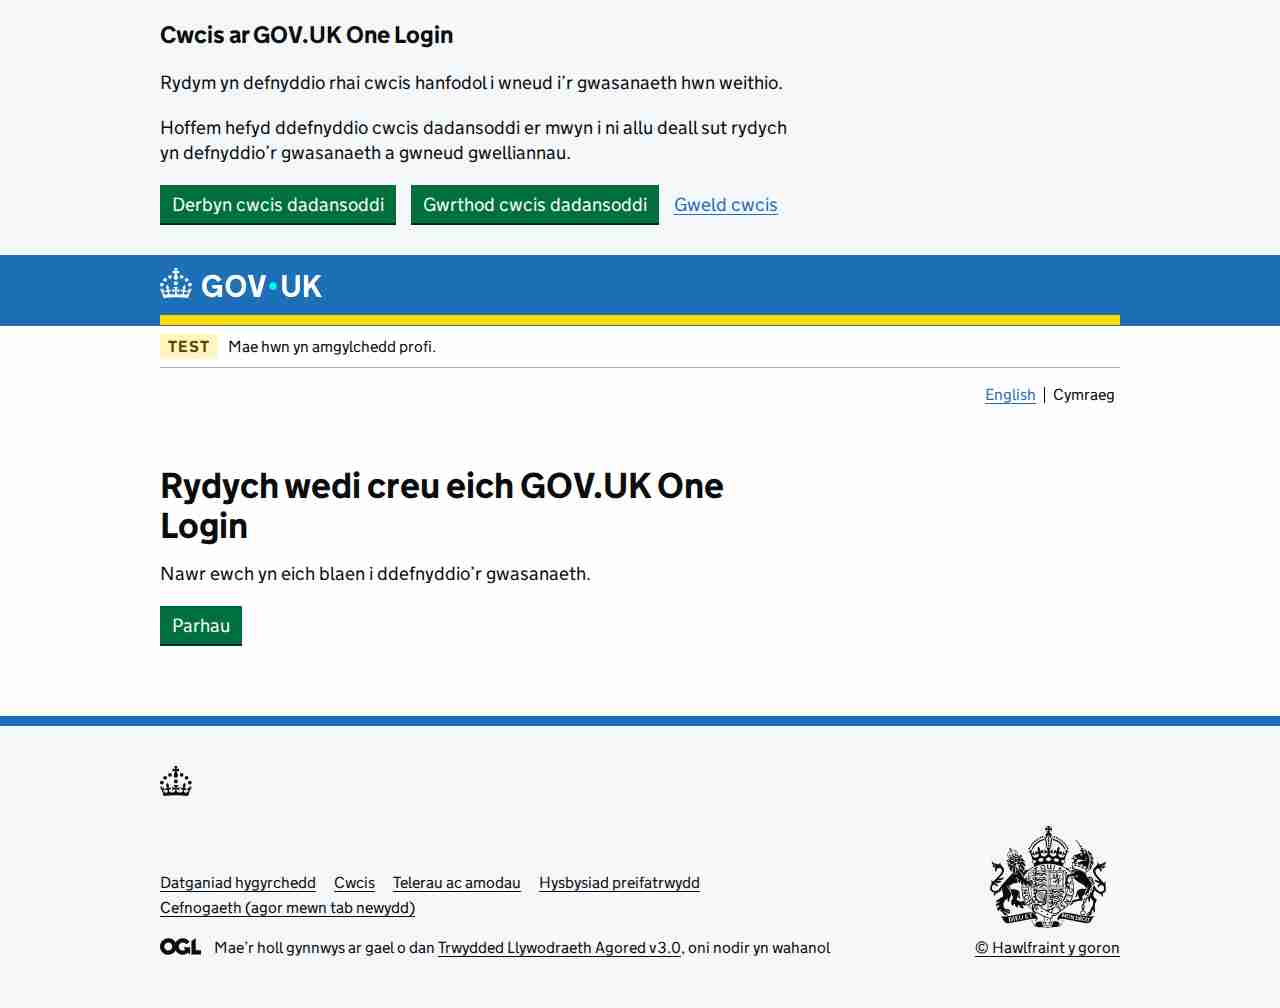 Cwcis ar GOV.UK One Login
Rydym yn defnyddio rhai cwcis hanfodol i wneud i’r gwasanaeth hwn weithio.
Hoffem hefyd ddefnyddio cwcis dadansoddi er mwyn i ni allu deall sut rydych
yn defnyddio’r gwasanaeth a gwneud gwelliannau.
Derbyn cwcis dadansoddi Gwrthod cwcis dadansoddi Gweld cwcis
GOV·UK
TEST Mae hwn yn amgylchedd profi.
English Cymraeg
Rydych wedi creu eich GOV.UK One
Login
Nawr ewch yn eich blaen i ddefnyddio’r gwasanaeth.
Parhau
Datganiad hygyrchedd Cwcis Telerau ac amodau Hysbysiad preifatrwydd
Cefnogaeth (agor mewn tab newydd)
OGL Mae’r holl gynnwys ar gael o dan Trwydded Llywodraeth Agored v3.0, oni nodir yn wahanol
© Hawlfraint y goron